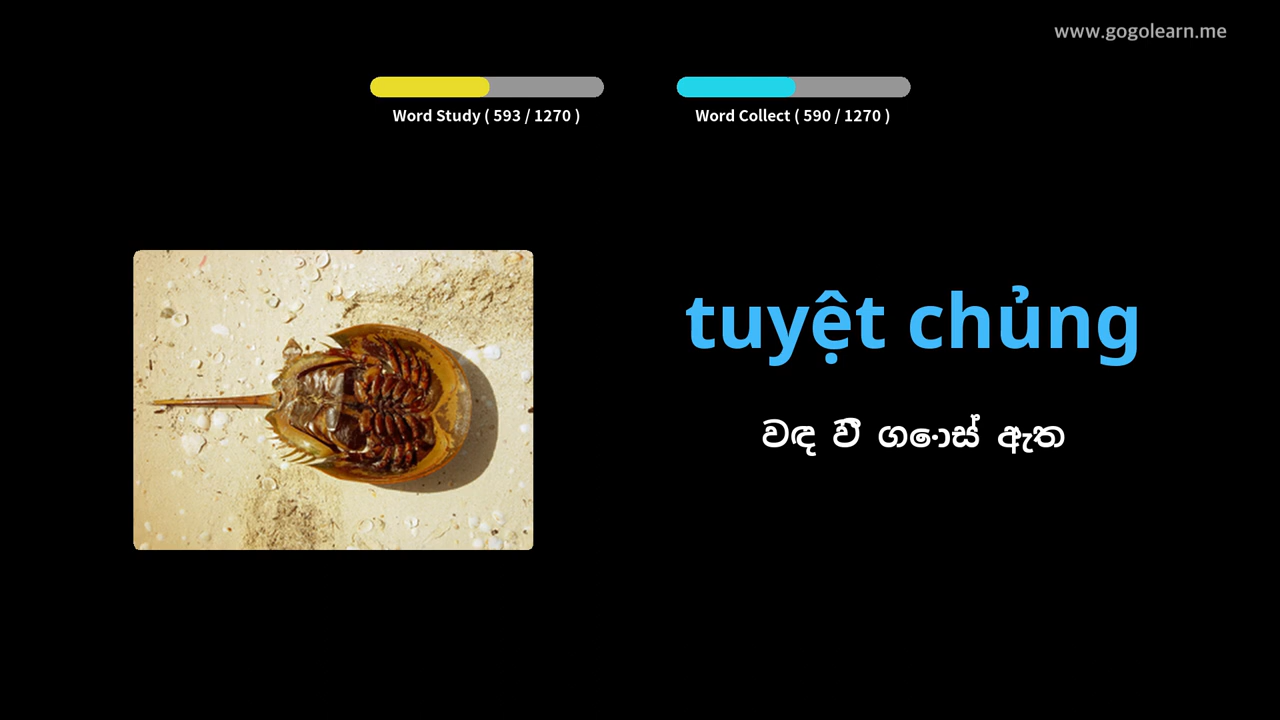 www.gogolearn.me
Word Study ( 593 / 1270 )
Word Collect ( 590 / 1270 )
tuyệt chủng
වඳ වී ගොස් ඇත